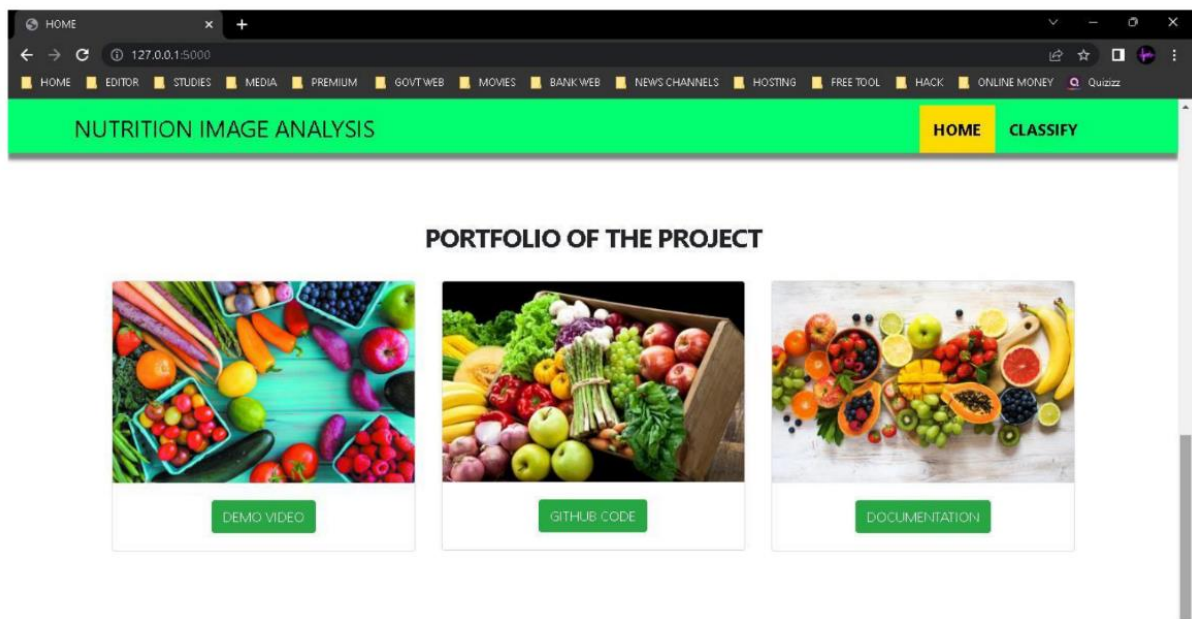 HOME
127.0.0.1:5000
HOME EDITOR STUDIES MEDIA PREMIUM GOVT WEB MOVIES BANK WEB NEWS CHANNELS HOSTING FREE TOOL HACK ONLINE MONEY Quizizz
NUTRITION IMAGE ANALYSIS HOME CLASSIFY
PORTFOLIO OF THE PROJECT
DEMO VIDEO GITHUB CODE DOCUMENTATION